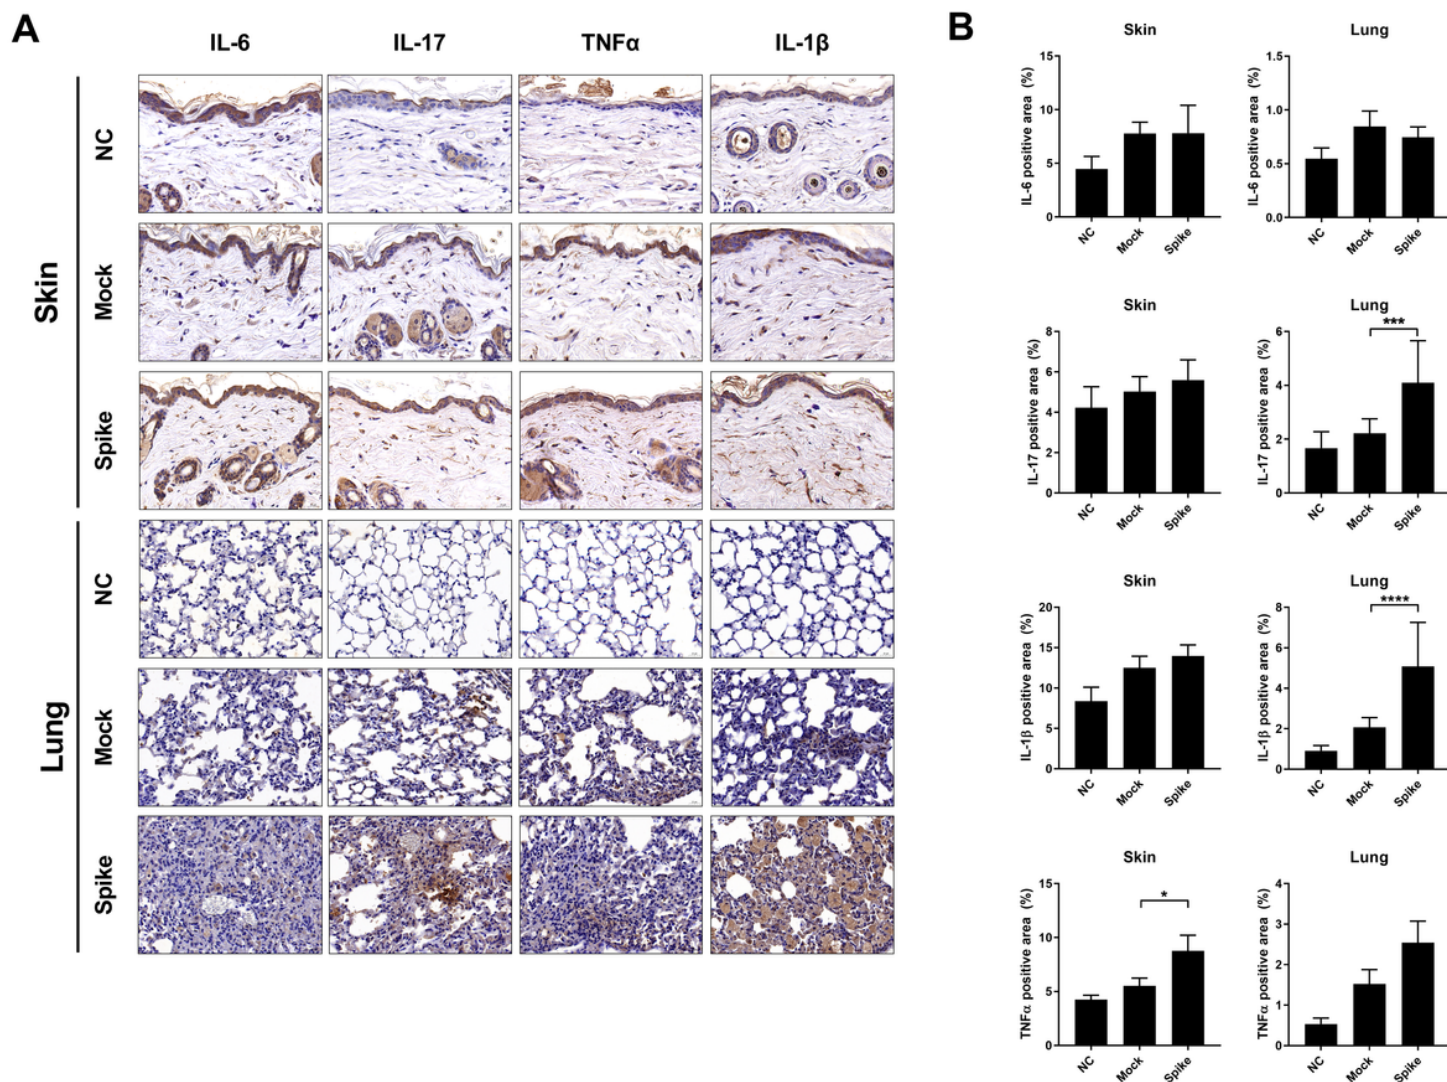 A
IL-6 IL-17 TNFα IL-1β
Skin
NC
Mock
Spike
Lung
NC
Mock
Spike
B
Skin
IL-6 positive area (%)
15
10
5
0
NC Mock Spike
Lung
IL-6 positive area (%)
1.5
1.0
0.5
0.0
NC Mock Spike
Skin
IL-17 positive area (%)
8
6
4
2
0
NC Mock Spike
Lung
IL-17 positive area (%)
6
4
2
0
***
NC Mock Spike
Skin
IL-1β positive area (%)
20
15
10
5
0
NC Mock Spike
Lung
IL-1β positive area (%)
8
6
4
2
0
****
NC Mock Spike
Skin
TNFα positive area (%)
15
10
5
0
*
NC Mock Spike
Lung
TNFα positive area (%)
4
3
2
1
0
NC Mock Spike